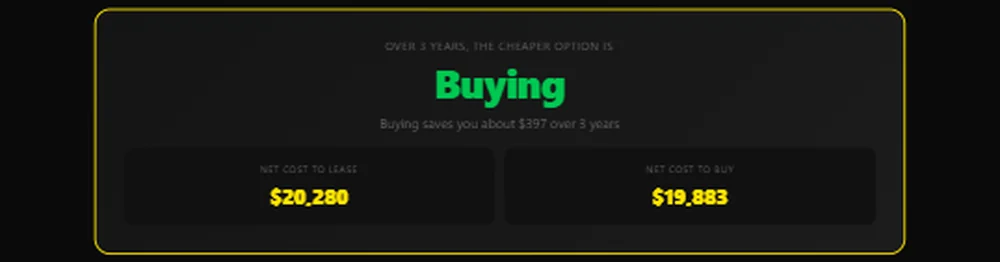 OVER 3 YEARS, THE CHEAPER OPTION IS
Buying
Buying saves you about $397 over 3 years
NET COST TO LEASE
$20,280
NET COST TO BUY
$19,883